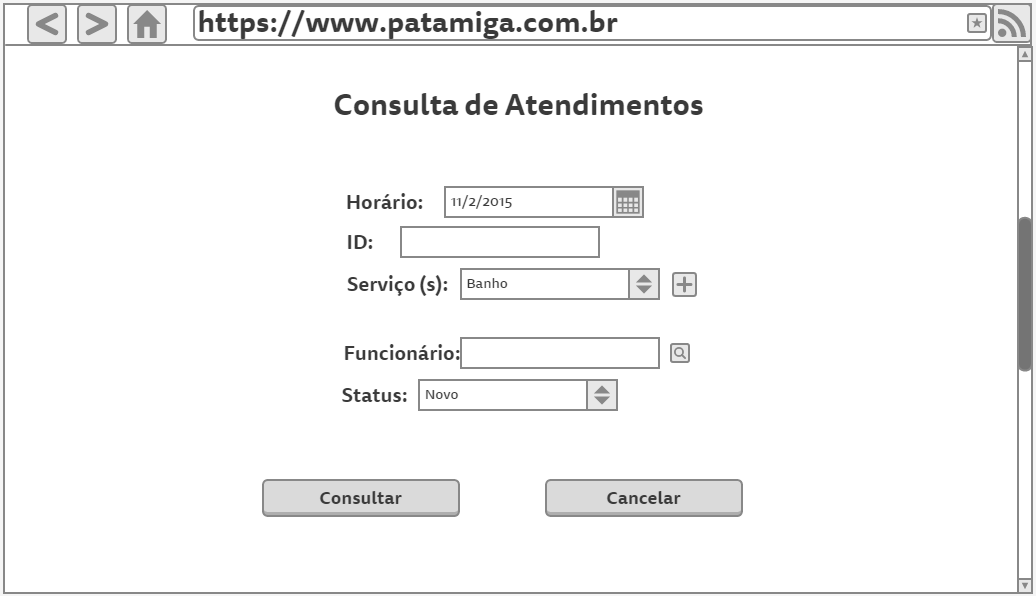 https://www.patamiga.com.br
Consulta de Atendimentos
Horário: 11/2/2015
ID:
Serviço (s): Banho
Funcionário:
Status: Novo
Consultar Cancelar